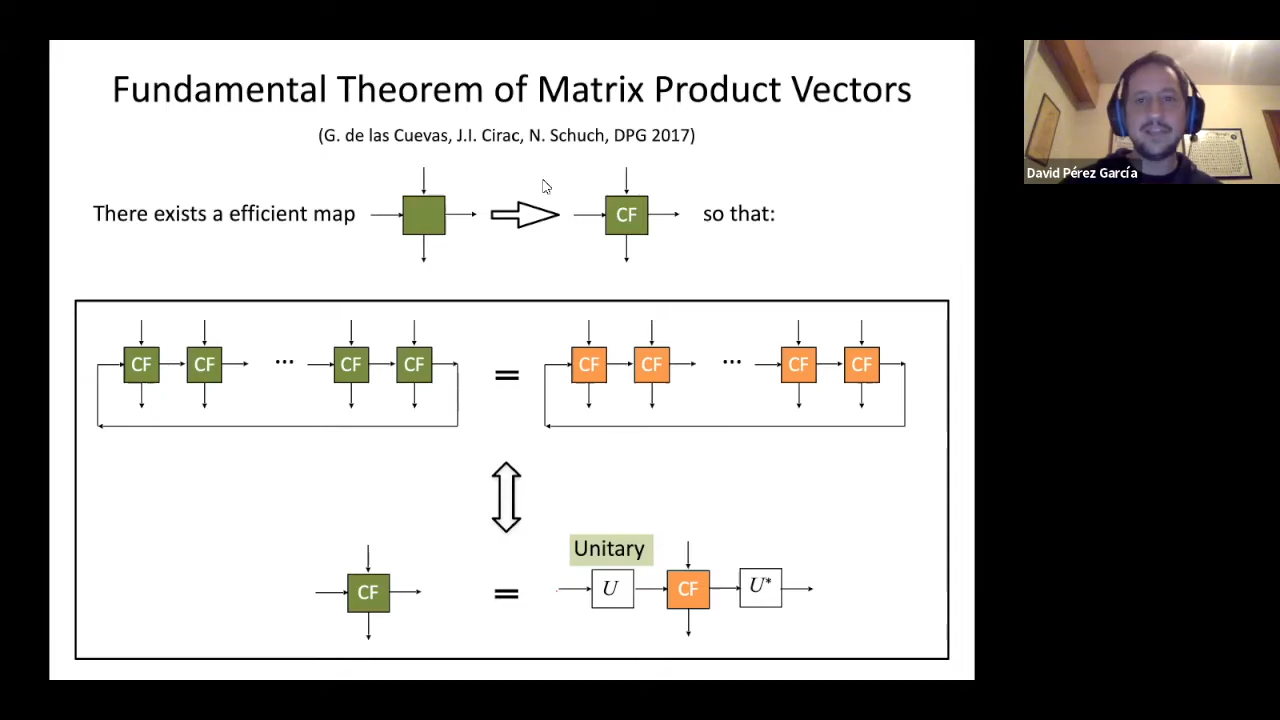 Fundamental Theorem of Matrix Product Vectors
(G. de las Cuevas, J.I. Cirac, N. Schuch, DPG 2017)
There exists a efficient map
CF
so that:
CF CF ... CF CF = CF CF ... CF CF
Unitary
CF = U CF U*
David Pérez García